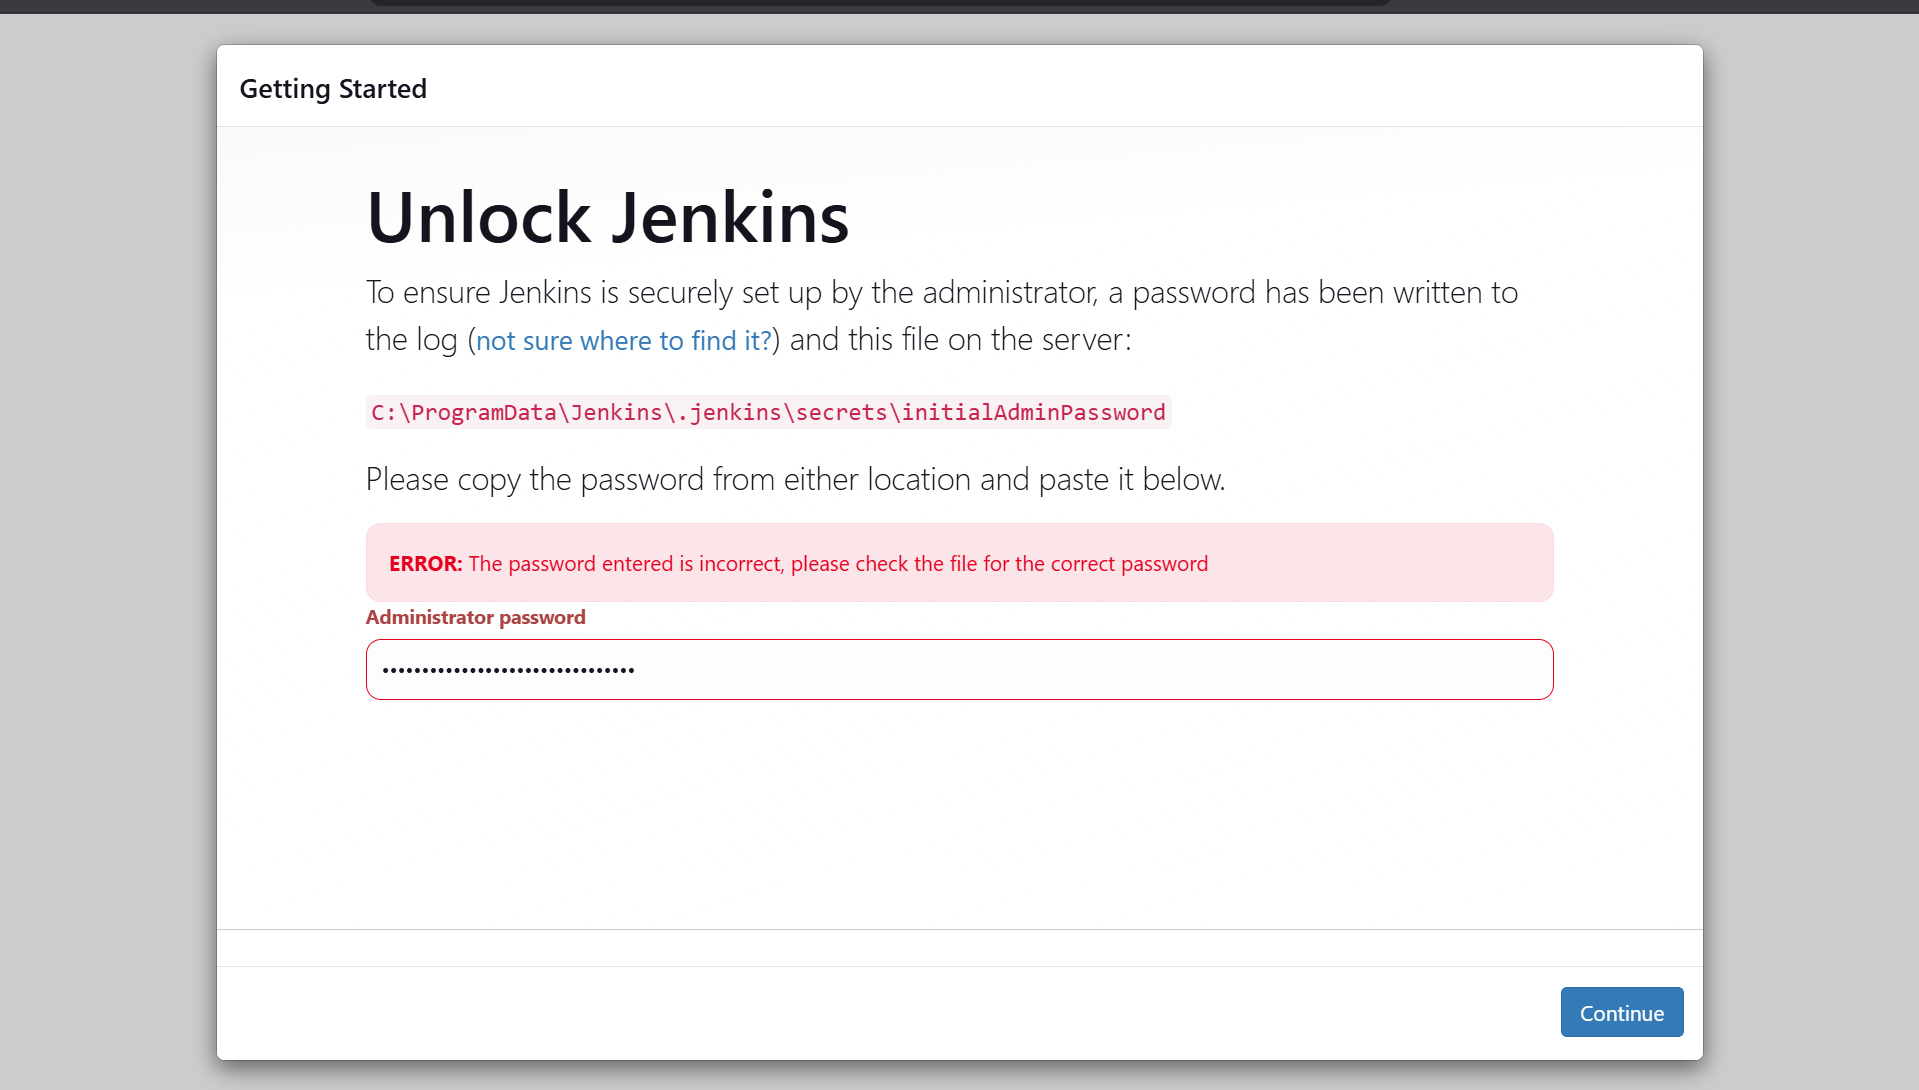 Getting Started
Unlock Jenkins
To ensure Jenkins is securely set up by the administrator, a password has been written to
the log (not sure where to find it?) and this file on the server:
C:\ProgramData\Jenkins\.jenkins\secrets\initialAdminPassword
Please copy the password from either location and paste it below.
ERROR: The password entered is incorrect, please check the file for the correct password
Administrator password
••••••••••••••••••••••••••••••••
Continue